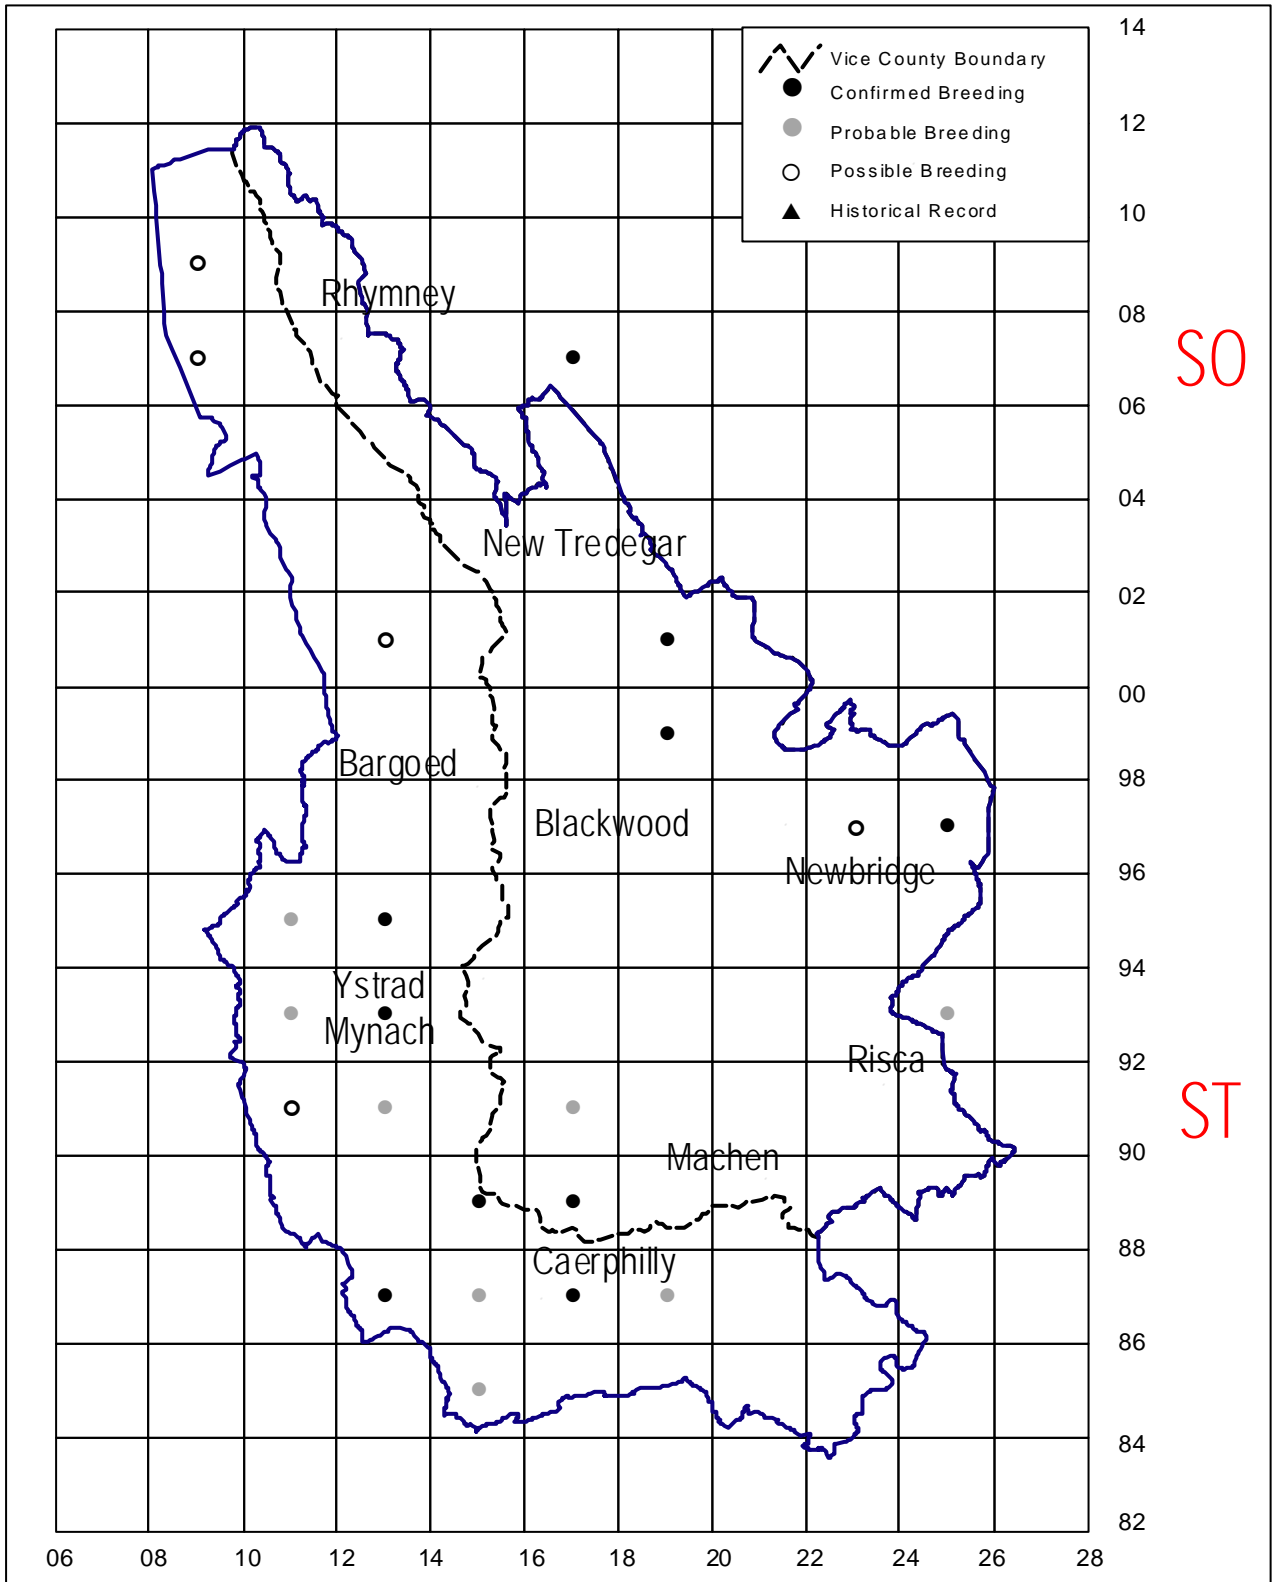 14
Vice County Boundary
Confirmed Breeding
Probable Breeding
Possible Breeding
Historical Record
12
10
Rhymney
08
SO
06
04
New Tredegar
02
00
Bargoed
98
Blackwood
Newbridge
96
94
Ystrad
Mynach
Risca
92
ST
Machen
90
Caerphilly
88
86
84
82
06 08 10 12 14 16 18 20 22 24 26 28